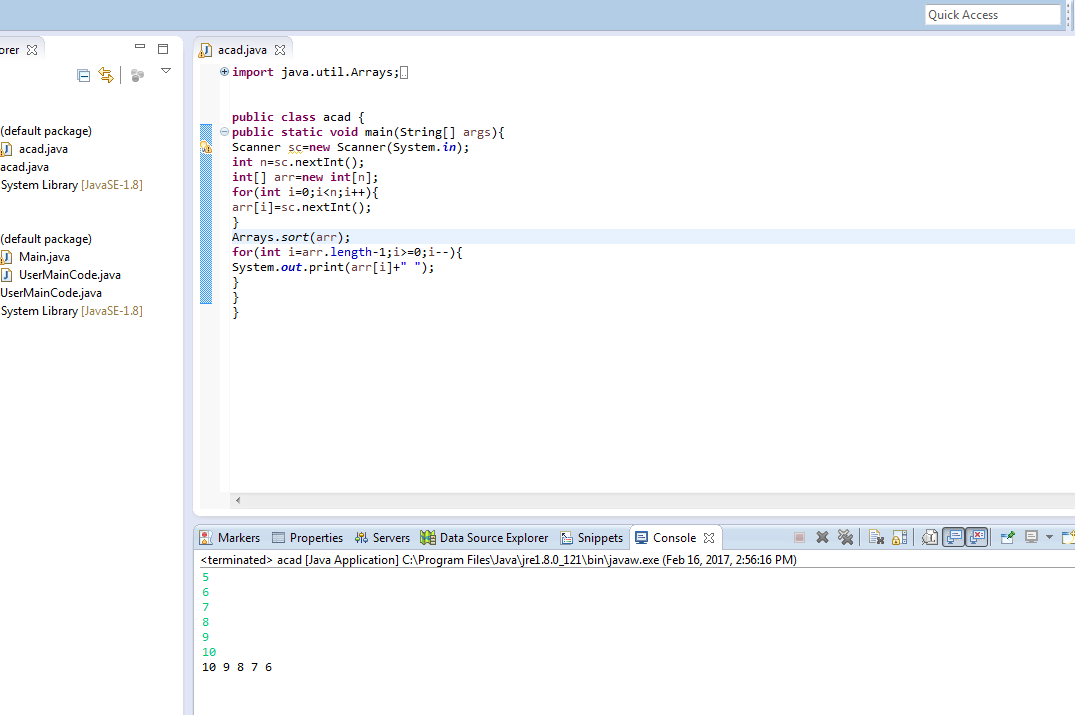 Quick Access
orer
acad.java
import java.util.Arrays;
public class acad {
public static void main(String[] args){
Scanner sc=new Scanner(System.in);
int n=sc.nextInt();
int[] arr=new int[n];
for(int i=0;i<n;i++){
arr[i]=sc.nextInt();
}
Arrays.sort(arr);
for(int i=arr.length-1;i>=0;i--){
System.out.print(arr[i]+" ");
}
}
}
(default package)
acad.java
acad.java
System Library [JavaSE-1.8]
(default package)
Main.java
UserMainCode.java
UserMainCode.java
System Library [JavaSE-1.8]
Markers Properties Servers Data Source Explorer Snippets Console
<terminated> acad [Java Application] C:\Program Files\Java\jre1.8.0_121\bin\javaw.exe (Feb 16, 2017, 2:56:16 PM)
5
6
7
8
9
10
10 9 8 7 6